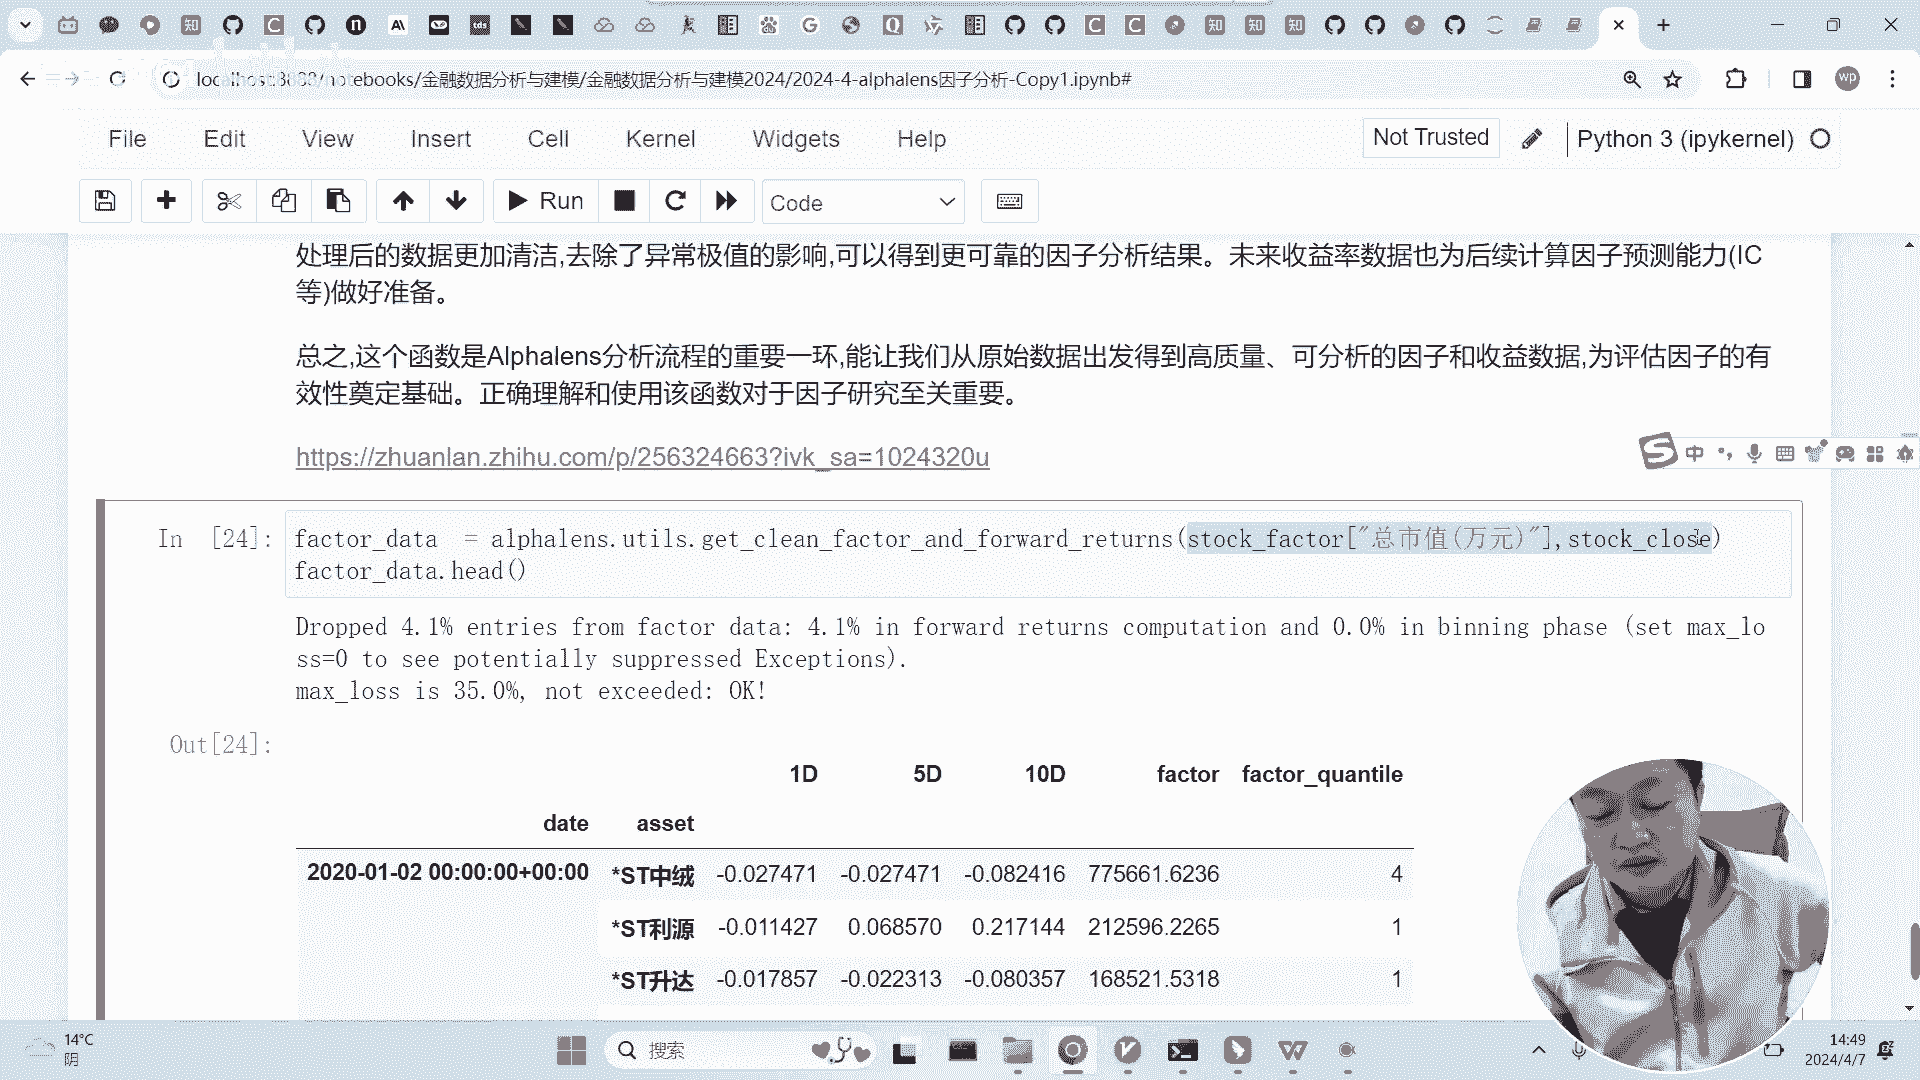 localhost:8888/notebooks/金融数据分析与建模/金融数据分析与建模2024/2024-4-alphalens因子分析-Copy1.ipynb#
wp
File Edit View Insert Cell Kernel Widgets Help
Not Trusted
Python 3 (ipykernel)
Run
Code
处理后的数据更加清洁,去除了异常极值的影响,可以得到更可靠的因子分析结果。未来收益率数据也为后续计算因子预测能力(IC
等)做好准备。
总之,这个函数是Alphalens分析流程的重要一环,能让我们从原始数据出发得到高质量、可分析的因子和收益数据,为评估因子的有
效性奠定基础。正确理解和使用该函数对于因子研究至关重要。
https://zhuanlan.zhihu.com/p/256324663?ivk_sa=1024320u
中
In [24]: factor_data = alphalens.utils.get_clean_factor_and_forward_returns(stock_factor["总市值(万元)"],stock_close)
factor_data.head()
Dropped 4.1% entries from factor data: 4.1% in forward returns computation and 0.0% in binning phase (set max_lo
ss=0 to see potentially suppressed Exceptions).
max_loss is 35.0%, not exceeded: OK!
Out[24]:
1D 5D 10D factor factor_quantile
date asset
2020-01-02 00:00:00+00:00 *ST中绒 -0.027471 -0.027471 -0.082416 775661.6236 4
*ST利源 -0.011427 0.068570 0.217144 212596.2265 1
*ST升达 -0.017857 -0.022313 -0.080357 168521.5318 1
14°C
阴
搜索
14:49
2024/4/7